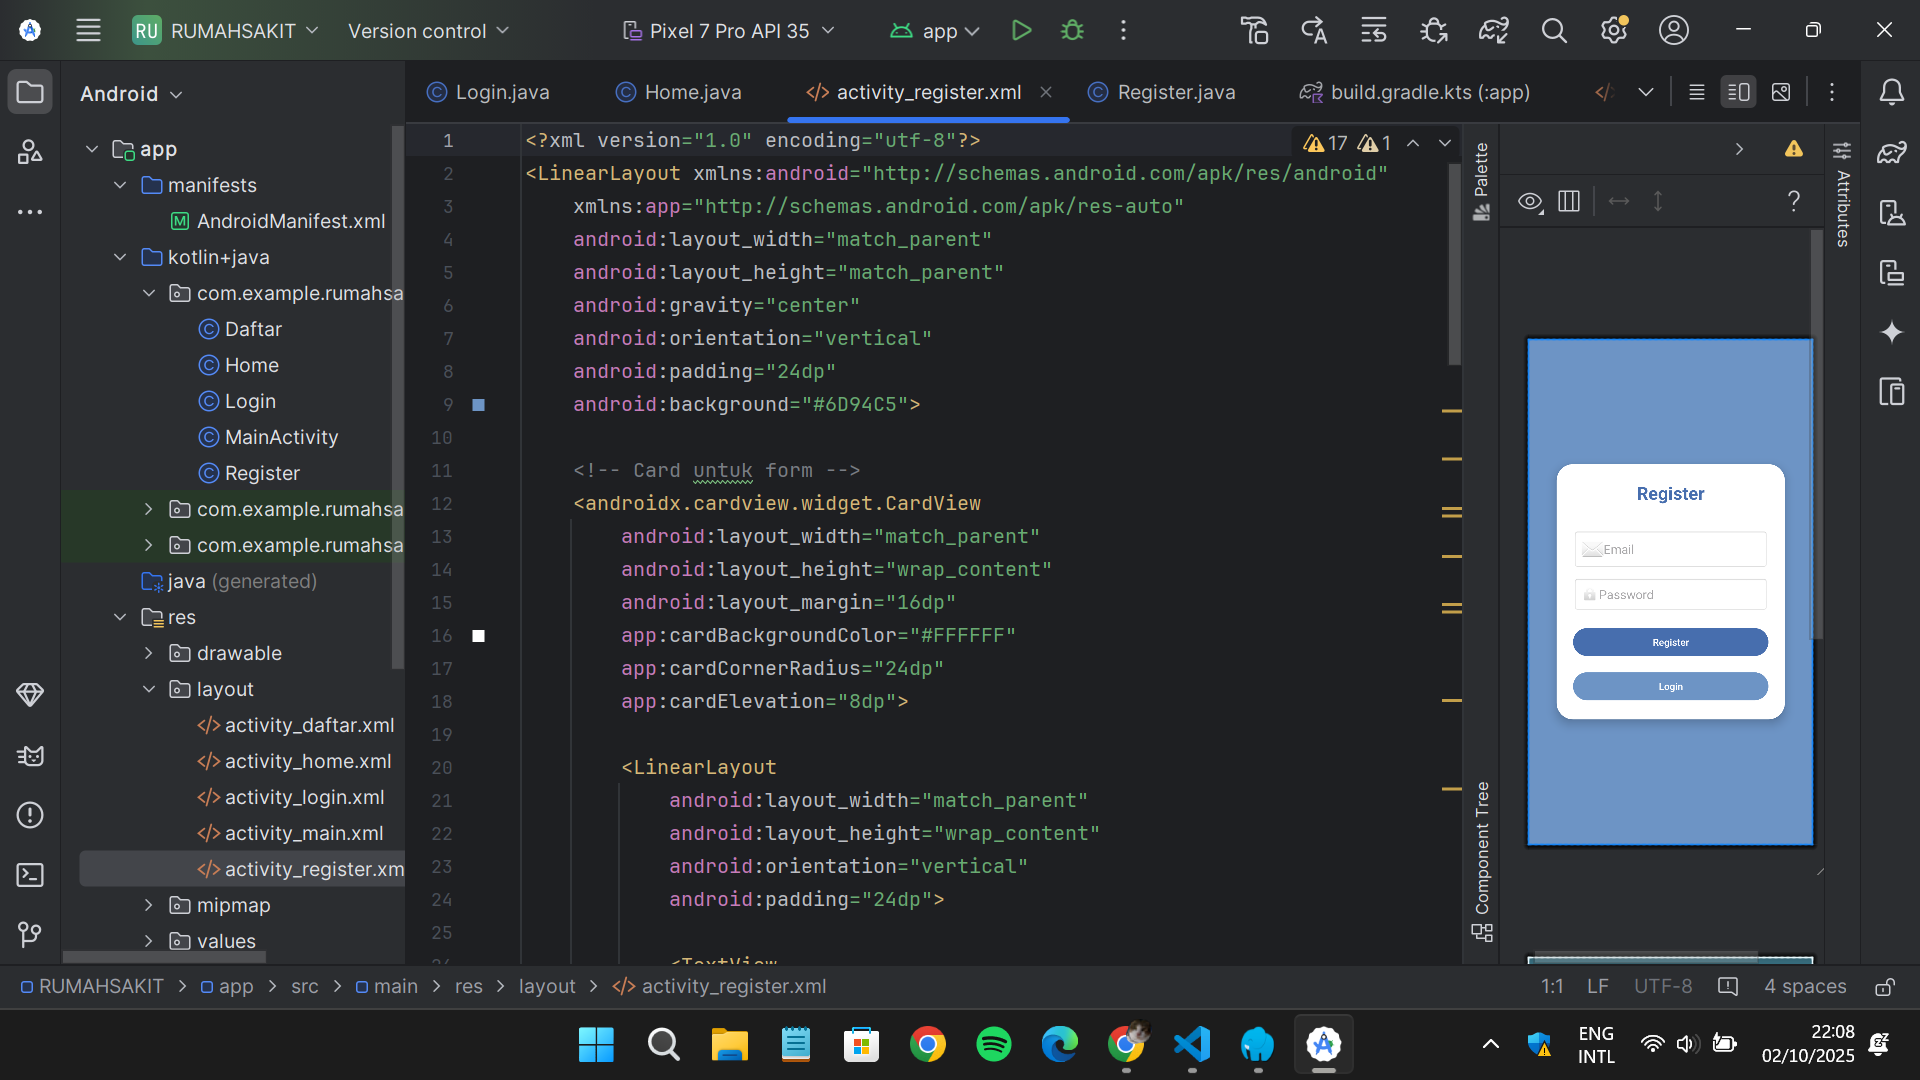 RU RUMAHSAKIT Version control Pixel 7 Pro API 35 app
Android
Login.java Home.java activity_register.xml Register.java build.gradle.kts (:app)
app
manifests
AndroidManifest.xml
kotlin+java
com.example.rumahsa
Daftar
Home
Login
MainActivity
Register
com.example.rumahsa
com.example.rumahsa
java (generated)
res
drawable
layout
activity_daftar.xml
activity_home.xml
activity_login.xml
activity_main.xml
activity_register.xm
mipmap
values
17 1
1 <?xml version="1.0" encoding="utf-8"?>
2 <LinearLayout xmlns:android="http://schemas.android.com/apk/res/android"
3 xmlns:app="http://schemas.android.com/apk/res-auto"
4 android:layout_width="match_parent"
5 android:layout_height="match_parent"
6 android:gravity="center"
7 android:orientation="vertical"
8 android:padding="24dp"
9 android:background="#6D94C5">
10
11 <!-- Card untuk form -->
12 <androidx.cardview.widget.CardView
13 android:layout_width="match_parent"
14 android:layout_height="wrap_content"
15 android:layout_margin="16dp"
16 app:cardBackgroundColor="#FFFFFF"
17 app:cardCornerRadius="24dp"
18 app:cardElevation="8dp">
19
20 <LinearLayout
21 android:layout_width="match_parent"
22 android:layout_height="wrap_content"
23 android:orientation="vertical"
24 android:padding="24dp">
25
26 <TextView
Palette
Component Tree
Attributes
?
Register
Email
Password
Register
Login
RUMAHSAKIT > app > src > main > res > layout > activity_register.xml
1:1 LF UTF-8 4 spaces
ENG
INTL
22:08
02/10/2025